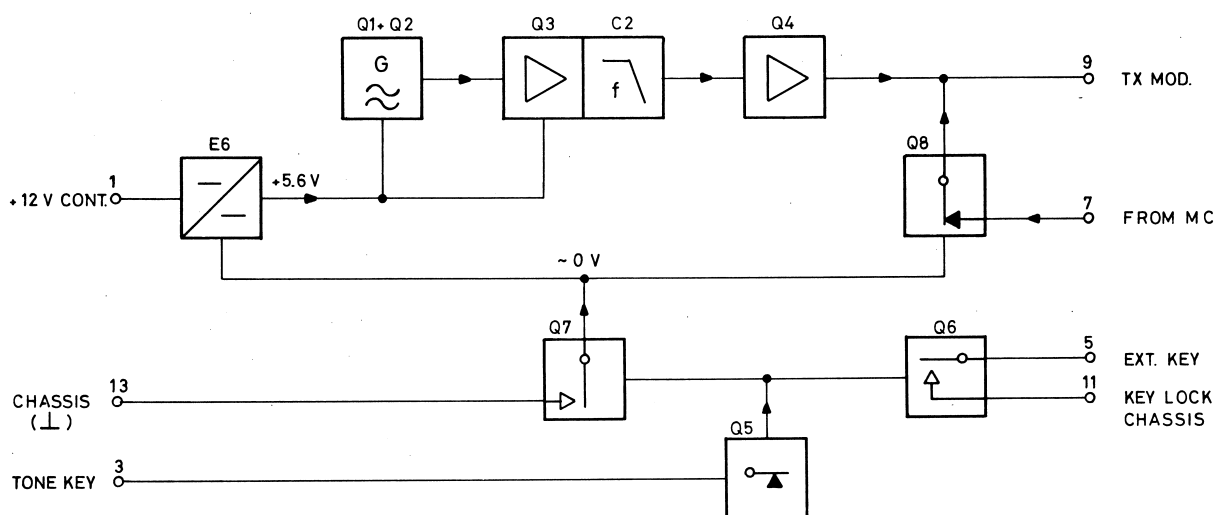 Q1+ Q2
Q3
C2
Q4
G
f
9
TX MOD.
E6
Q8
+5.6 V
1
+ 12 V CONT.
7
FROM MC
~ 0 V
Q7
Q6
5
EXT. KEY
13
11
CHASSIS
(⊥)
KEY LOCK
CHASSIS
Q5
3
TONE KEY